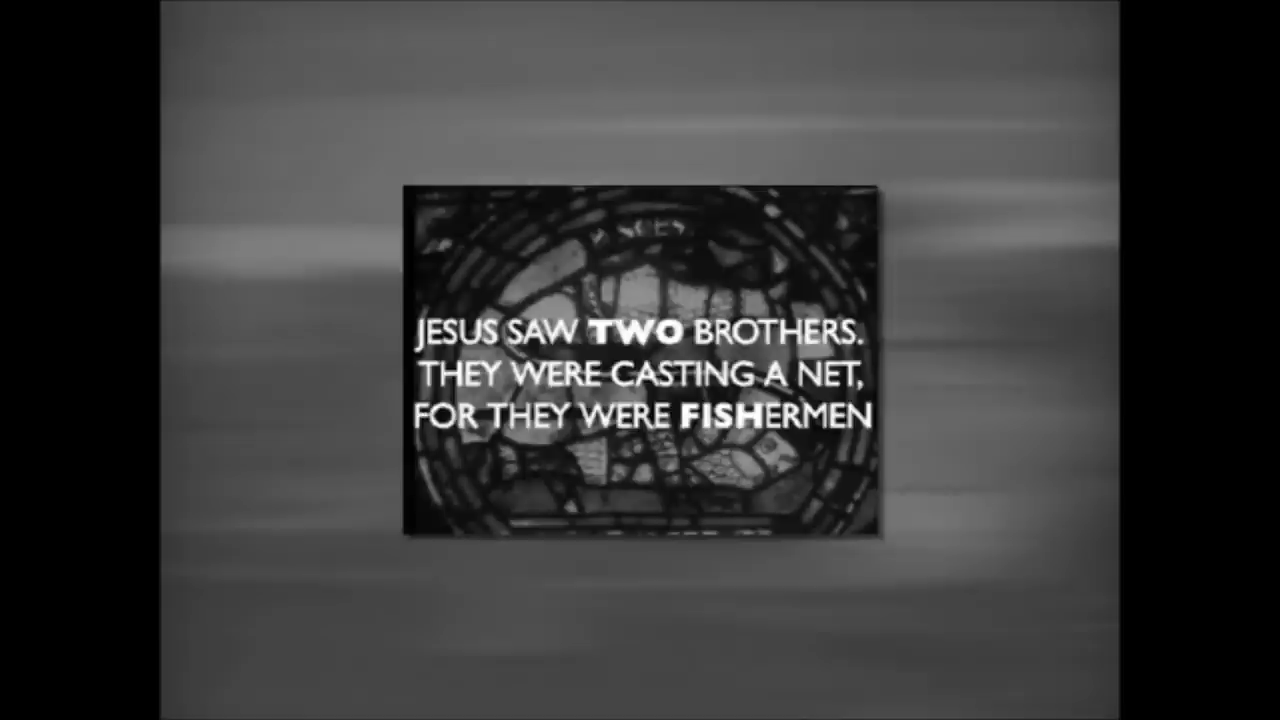 JESUS SAW TWO BROTHERS.
THEY WERE CASTING A NET,
FOR THEY WERE FISHERMEN